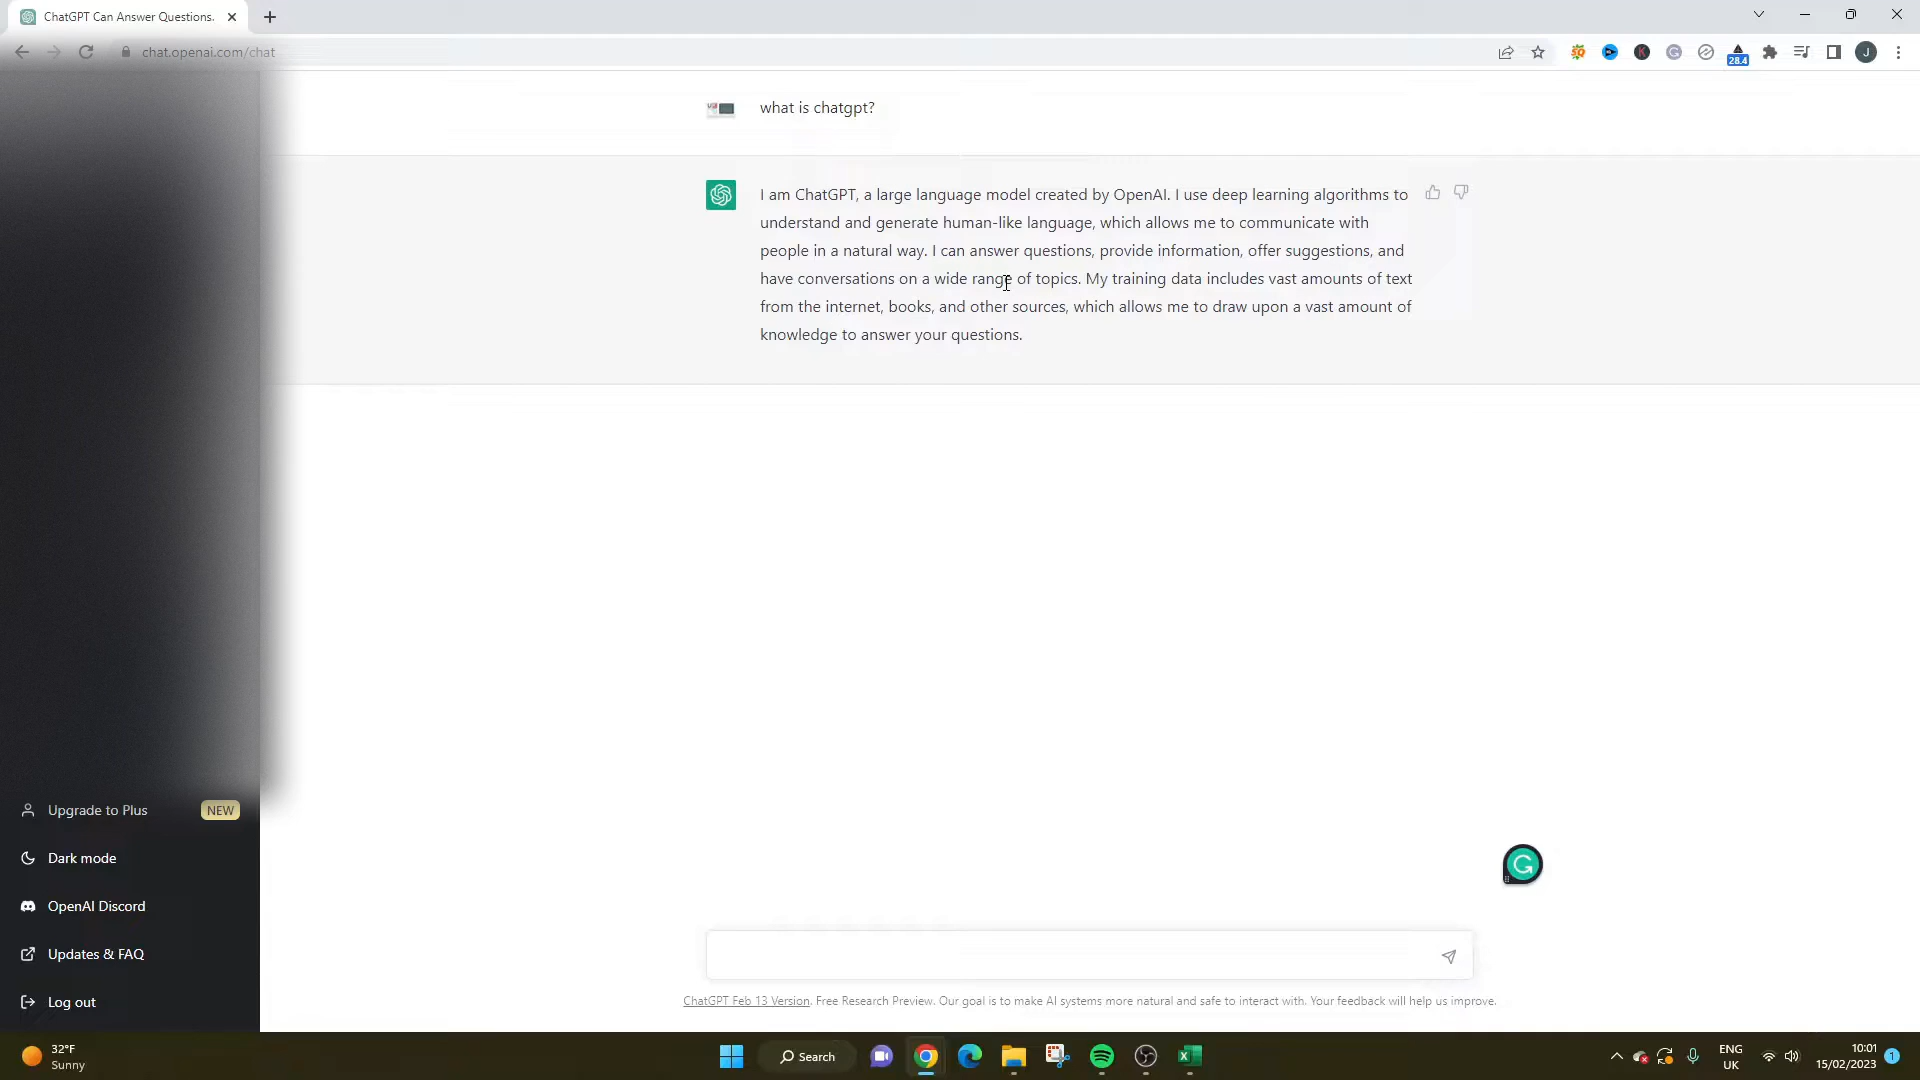 ChatGPT Can Answer Questions.
chat.openai.com/chat
28.4
J
what is chatgpt?
I am ChatGPT, a large language model created by OpenAI. I use deep learning algorithms to
understand and generate human-like language, which allows me to communicate with
people in a natural way. I can answer questions, provide information, offer suggestions, and
have conversations on a wide range of topics. My training data includes vast amounts of text
from the internet, books, and other sources, which allows me to draw upon a vast amount of
knowledge to answer your questions.
Upgrade to Plus NEW
Dark mode
OpenAI Discord
Updates & FAQ
Log out
ChatGPT Feb 13 Version. Free Research Preview. Our goal is to make AI systems more natural and safe to interact with. Your feedback will help us improve.
32°F
Sunny
Search
ENG
UK
10:01
15/02/2023
1